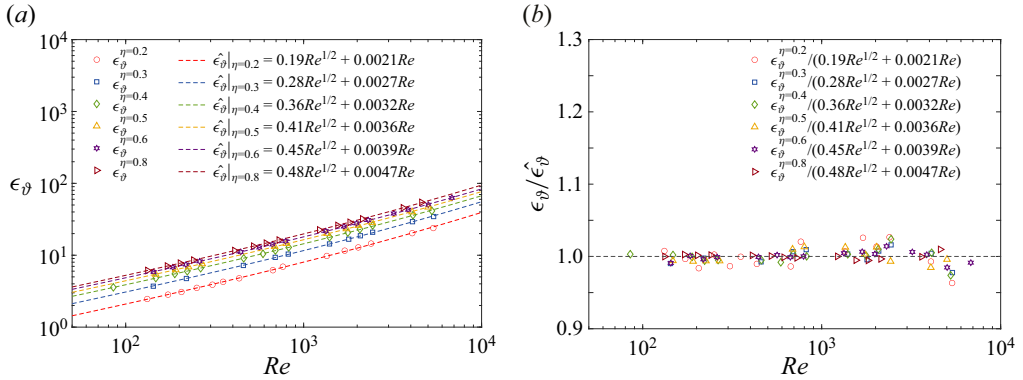 (a)
10^4
10^3
10^2
10^1
10^0
ϵ_ϑ
ϵ_ϑ^{η=0.2}
ϵ_ϑ^{η=0.3}
ϵ_ϑ^{η=0.4}
ϵ_ϑ^{η=0.5}
ϵ_ϑ^{η=0.6}
ϵ_ϑ^{η=0.8}
ϵ̂_ϑ|_{η=0.2} = 0.19Re^{1/2} + 0.0021Re
ϵ̂_ϑ|_{η=0.3} = 0.28Re^{1/2} + 0.0027Re
ϵ̂_ϑ|_{η=0.4} = 0.36Re^{1/2} + 0.0032Re
ϵ̂_ϑ|_{η=0.5} = 0.41Re^{1/2} + 0.0036Re
ϵ̂_ϑ|_{η=0.6} = 0.45Re^{1/2} + 0.0039Re
ϵ̂_ϑ|_{η=0.8} = 0.48Re^{1/2} + 0.0047Re
10^2
10^3
10^4
Re
(b)
1.3
1.2
1.1
1.0
0.9
ϵ_ϑ/ϵ̂_ϑ
ϵ_ϑ^{η=0.2}/(0.19Re^{1/2} + 0.0021Re)
ϵ_ϑ^{η=0.3}/(0.28Re^{1/2} + 0.0027Re)
ϵ_ϑ^{η=0.4}/(0.36Re^{1/2} + 0.0032Re)
ϵ_ϑ^{η=0.5}/(0.41Re^{1/2} + 0.0036Re)
ϵ_ϑ^{η=0.6}/(0.45Re^{1/2} + 0.0039Re)
ϵ_ϑ^{η=0.8}/(0.48Re^{1/2} + 0.0047Re)
10^2
10^3
10^4
Re